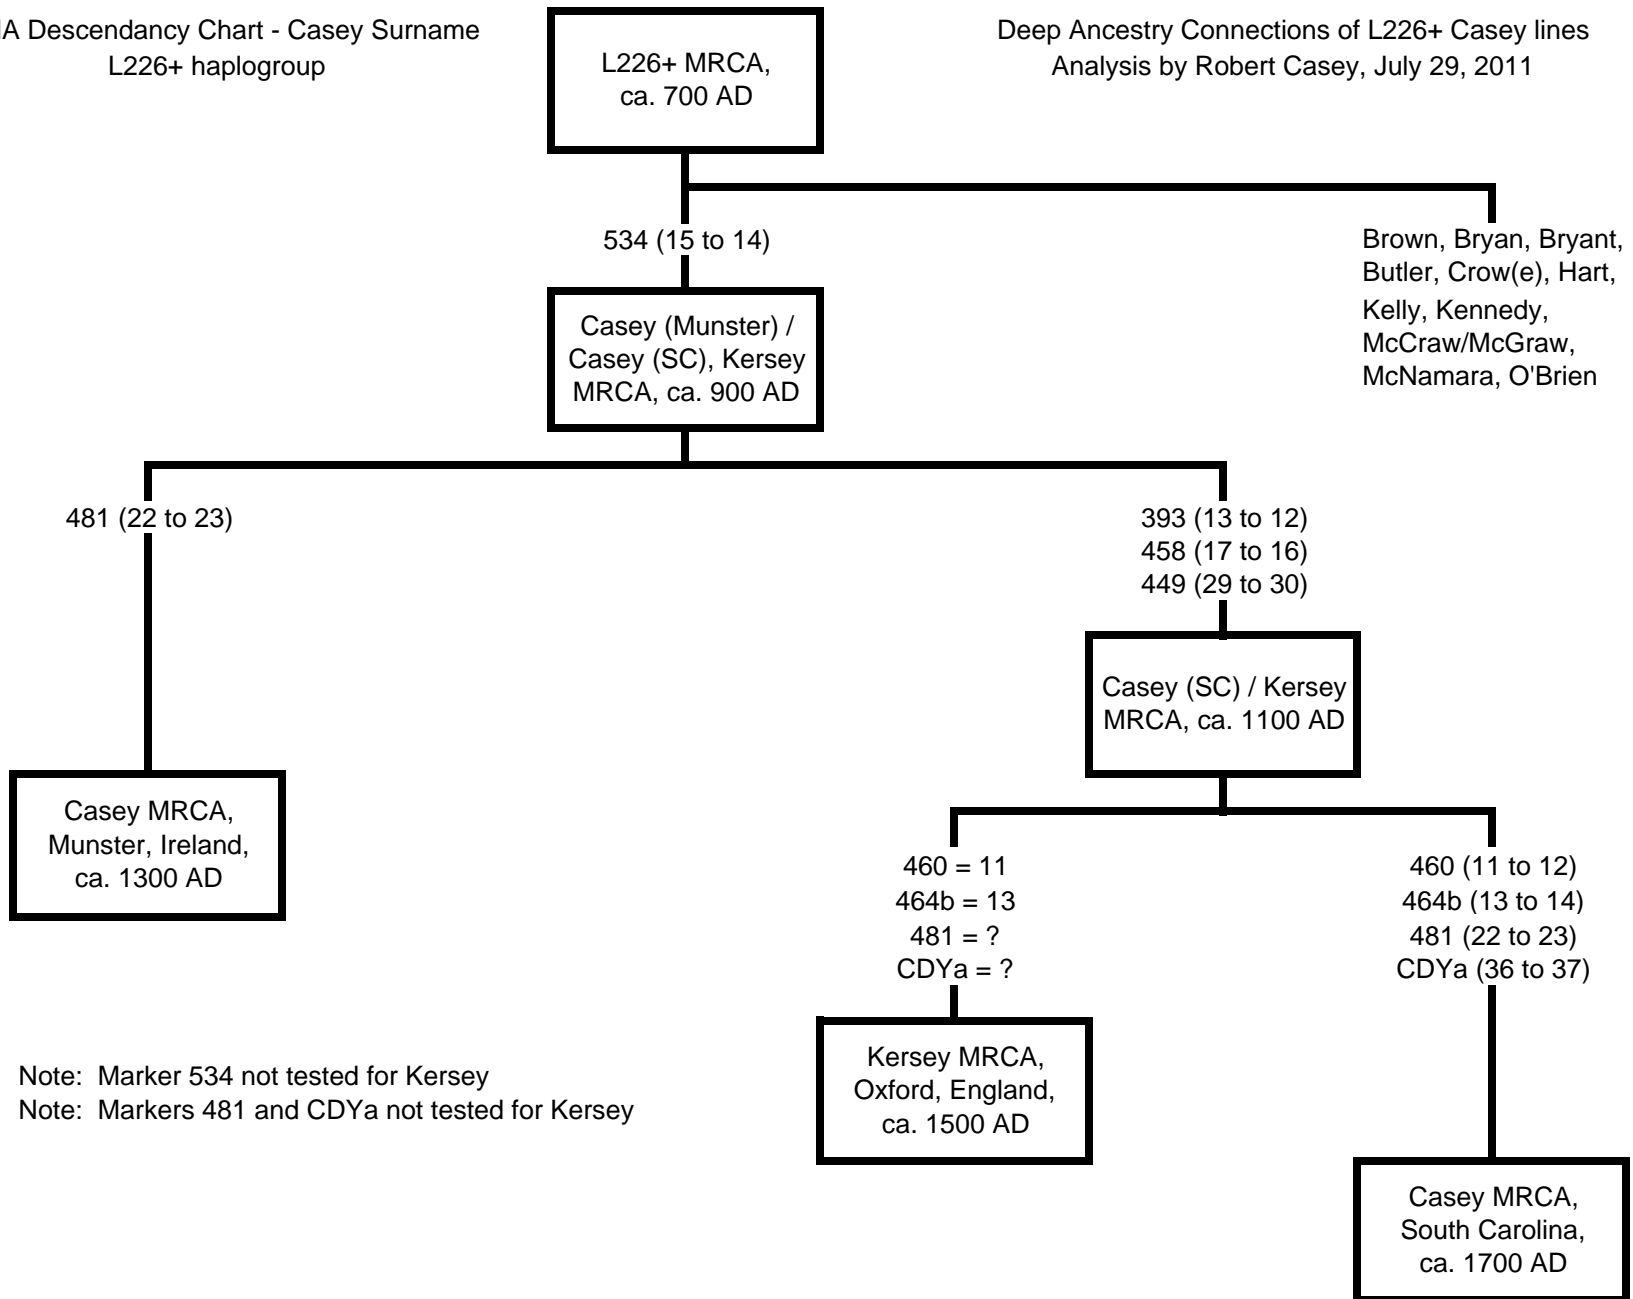 A Descendancy Chart - Casey Surname
L226+ haplogroup
Deep Ancestry Connections of L226+ Casey lines
Analysis by Robert Casey, July 29, 2011
L226+ MRCA,
ca. 700 AD
534 (15 to 14)
Brown, Bryan, Bryant,
Butler, Crow(e), Hart,
Kelly, Kennedy,
McCraw/McGraw,
McNamara, O'Brien
Casey (Munster) /
Casey (SC), Kersey
MRCA, ca. 900 AD
481 (22 to 23)
393 (13 to 12)
458 (17 to 16)
449 (29 to 30)
Casey (SC) / Kersey
MRCA, ca. 1100 AD
Casey MRCA,
Munster, Ireland,
ca. 1300 AD
460 = 11
464b = 13
481 = ?
CDYa = ?
460 (11 to 12)
464b (13 to 14)
481 (22 to 23)
CDYa (36 to 37)
Kersey MRCA,
Oxford, England,
ca. 1500 AD
Note:  Marker 534 not tested for Kersey
Note:  Markers 481 and CDYa not tested for Kersey
Casey MRCA,
South Carolina,
ca. 1700 AD